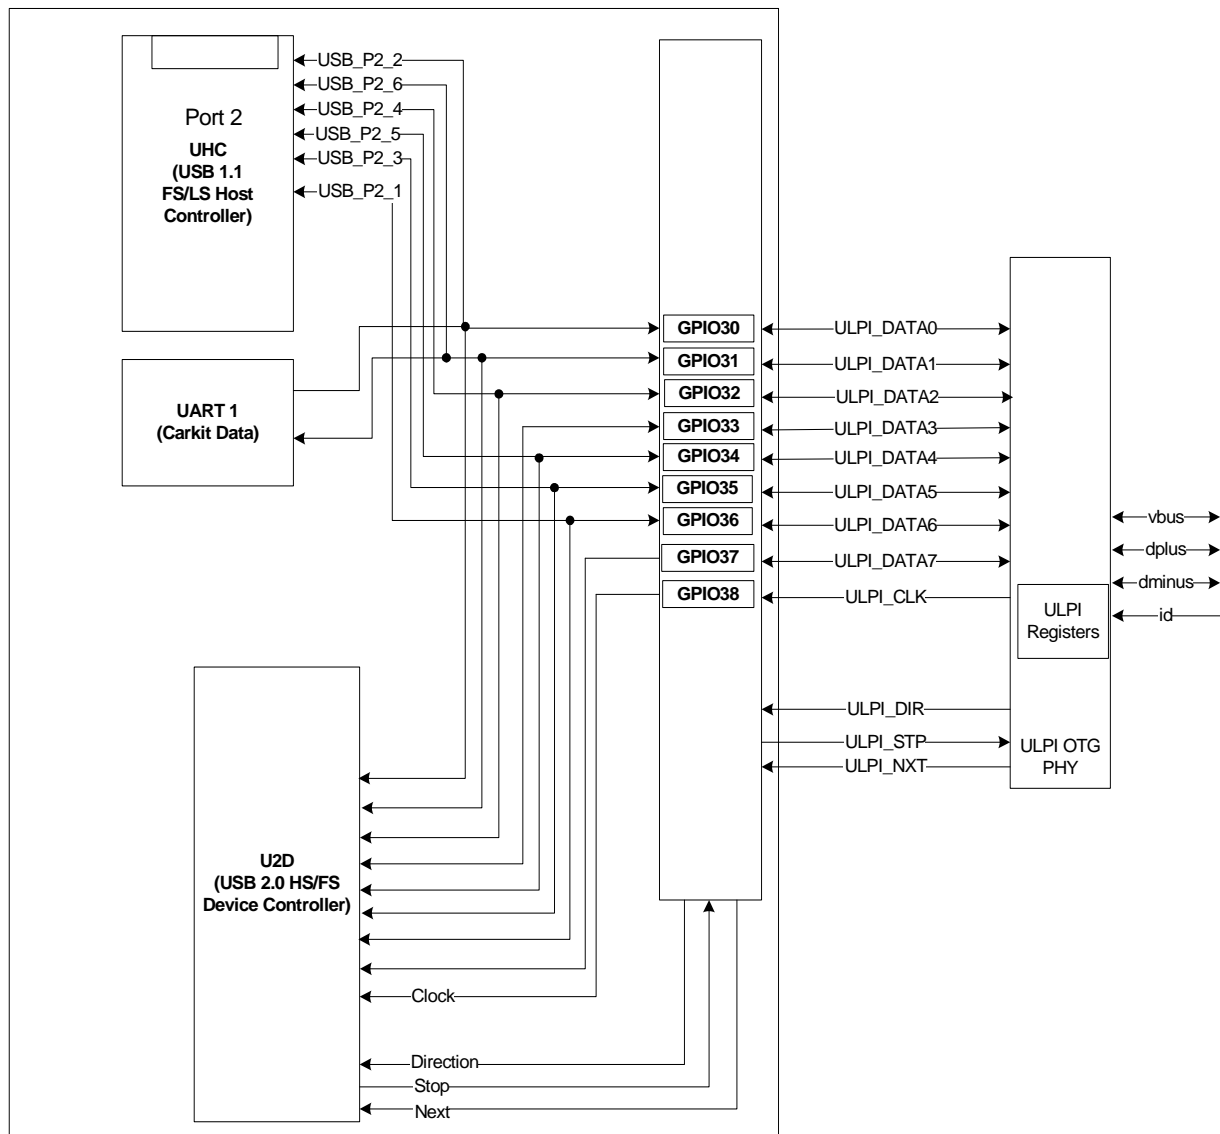 USB_P2_2
USB_P2_6
USB_P2_4
USB_P2_5
USB_P2_3
USB_P2_1
Port 2
UHC
(USB 1.1
FS/LS Host
Controller)
UART 1
(Carkit Data)
GPIO30
GPIO31
GPIO32
GPIO33
GPIO34
GPIO35
GPIO36
GPIO37
GPIO38
ULPI_DATA0
ULPI_DATA1
ULPI_DATA2
ULPI_DATA3
ULPI_DATA4
ULPI_DATA5
ULPI_DATA6
ULPI_DATA7
ULPI_CLK
ULPI_DIR
ULPI_STP
ULPI_NXT
ULPI
Registers
ULPI OTG
PHY
vbus
dplus
dminus
id
U2D
(USB 2.0 HS/FS
Device Controller)
Clock
Direction
Stop
Next